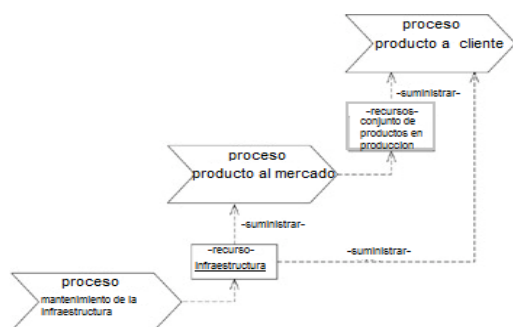 proceso
producto a cliente
-suministrar-
-suministrar-
-recursos-
conjunto de
productos en
produccion
proceso
producto al mercado
-suministrar-
-recurso-
infraestructura
-suministrar-
proceso
mantenimiento de la
infraestructura